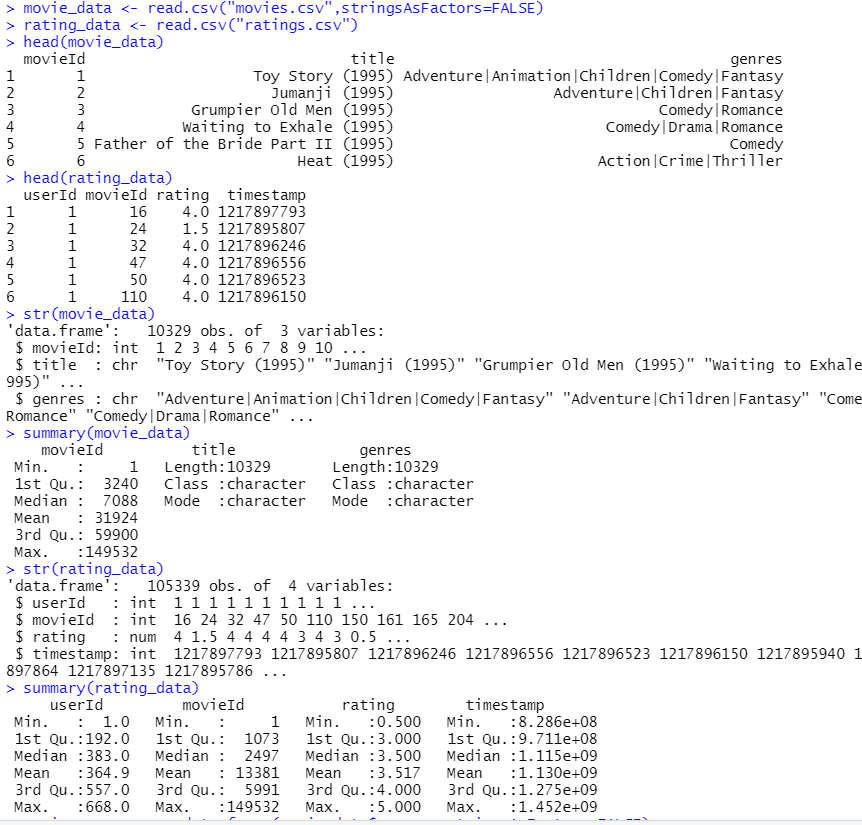 > movie_data <- read.csv("movies.csv",stringsAsFactors=FALSE)
> rating_data <- read.csv("ratings.csv")
> head(movie_data)
  movieId                              title                                      genres
1       1                   Toy Story (1995) Adventure|Animation|Children|Comedy|Fantasy
2       2                     Jumanji (1995)                  Adventure|Children|Fantasy
3       3            Grumpier Old Men (1995)                              Comedy|Romance
4       4           Waiting to Exhale (1995)                        Comedy|Drama|Romance
5       5 Father of the Bride Part II (1995)                                      Comedy
6       6                        Heat (1995)                       Action|Crime|Thriller
> head(rating_data)
  userId movieId rating  timestamp
1      1      16    4.0 1217897793
2      1      24    1.5 1217895807
3      1      32    4.0 1217896246
4      1      47    4.0 1217896556
5      1      50    4.0 1217896523
6      1     110    4.0 1217896150
> str(movie_data)
'data.frame':   10329 obs. of  3 variables:
 $ movieId: int  1 2 3 4 5 6 7 8 9 10 ...
 $ title  : chr  "Toy Story (1995)" "Jumanji (1995)" "Grumpier Old Men (1995)" "Waiting to Exhale
995)" ...
 $ genres : chr  "Adventure|Animation|Children|Comedy|Fantasy" "Adventure|Children|Fantasy" "Come
Romance" "Comedy|Drama|Romance" ...
> summary(movie_data)
    movieId          title              genres
 Min.   :     1   Length:10329       Length:10329
 1st Qu.:  3240   Class :character   Class :character
 Median :  7088   Mode  :character   Mode  :character
 Mean   : 31924
 3rd Qu.: 59900
 Max.   :149532
> str(rating_data)
'data.frame':   105339 obs. of  4 variables:
 $ userId   : int  1 1 1 1 1 1 1 1 1 1 ...
 $ movieId  : int  16 24 32 47 50 110 150 161 165 204 ...
 $ rating   : num  4 1.5 4 4 4 4 3 4 3 0.5 ...
 $ timestamp: int  1217897793 1217895807 1217896246 1217896556 1217896523 1217896150 1217895940 1
897864 1217897135 1217895786 ...
> summary(rating_data)
     userId         movieId           rating        timestamp
 Min.   :  1.0   Min.   :     1   Min.   :0.500   Min.   :8.286e+08
 1st Qu.:192.0   1st Qu.:  1073   1st Qu.:3.000   1st Qu.:9.711e+08
 Median :383.0   Median :  2497   Median :3.500   Median :1.115e+09
 Mean   :364.9   Mean   : 13381   Mean   :3.517   Mean   :1.130e+09
 3rd Qu.:557.0   3rd Qu.:  5991   3rd Qu.:4.000   3rd Qu.:1.275e+09
 Max.   :668.0   Max.   :149532   Max.   :5.000   Max.   :1.452e+09